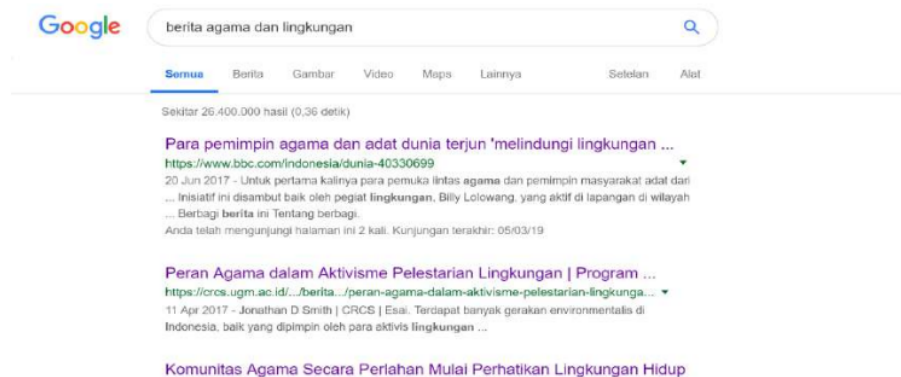 Google
berita agama dan lingkungan
Semua Berita Gambar Video Maps Lainnya Setelan Alat
Sekitar 26.400.000 hasil (0,36 detik)
Para pemimpin agama dan adat dunia terjun 'melindungi lingkungan ...
https://www.bbc.com/indonesia/dunia-40330699
20 Jun 2017 - Untuk pertama kalinya para pemuka lintas agama dan pemimpin masyarakat adat dari
... Inisiatif ini disambut baik oleh pegiat lingkungan, Billy Lolowang, yang aktif di lapangan di wilayah
... Berbagi berita ini Tentang berbagi.
Anda telah mengunjungi halaman ini 2 kali. Kunjungan terakhir: 05/03/19
Peran Agama dalam Aktivisme Pelestarian Lingkungan | Program ...
https://crcs.ugm.ac.id/.../berita.../peran-agama-dalam-aktivisme-pelestarian-lingkunga...
11 Apr 2017 - Jonathan D Smith | CRCS | Esai. Terdapat banyak gerakan environmentalis di
Indonesia, baik yang dipimpin oleh para aktivis lingkungan ...
Komunitas Agama Secara Perlahan Mulai Perhatikan Lingkungan Hidup